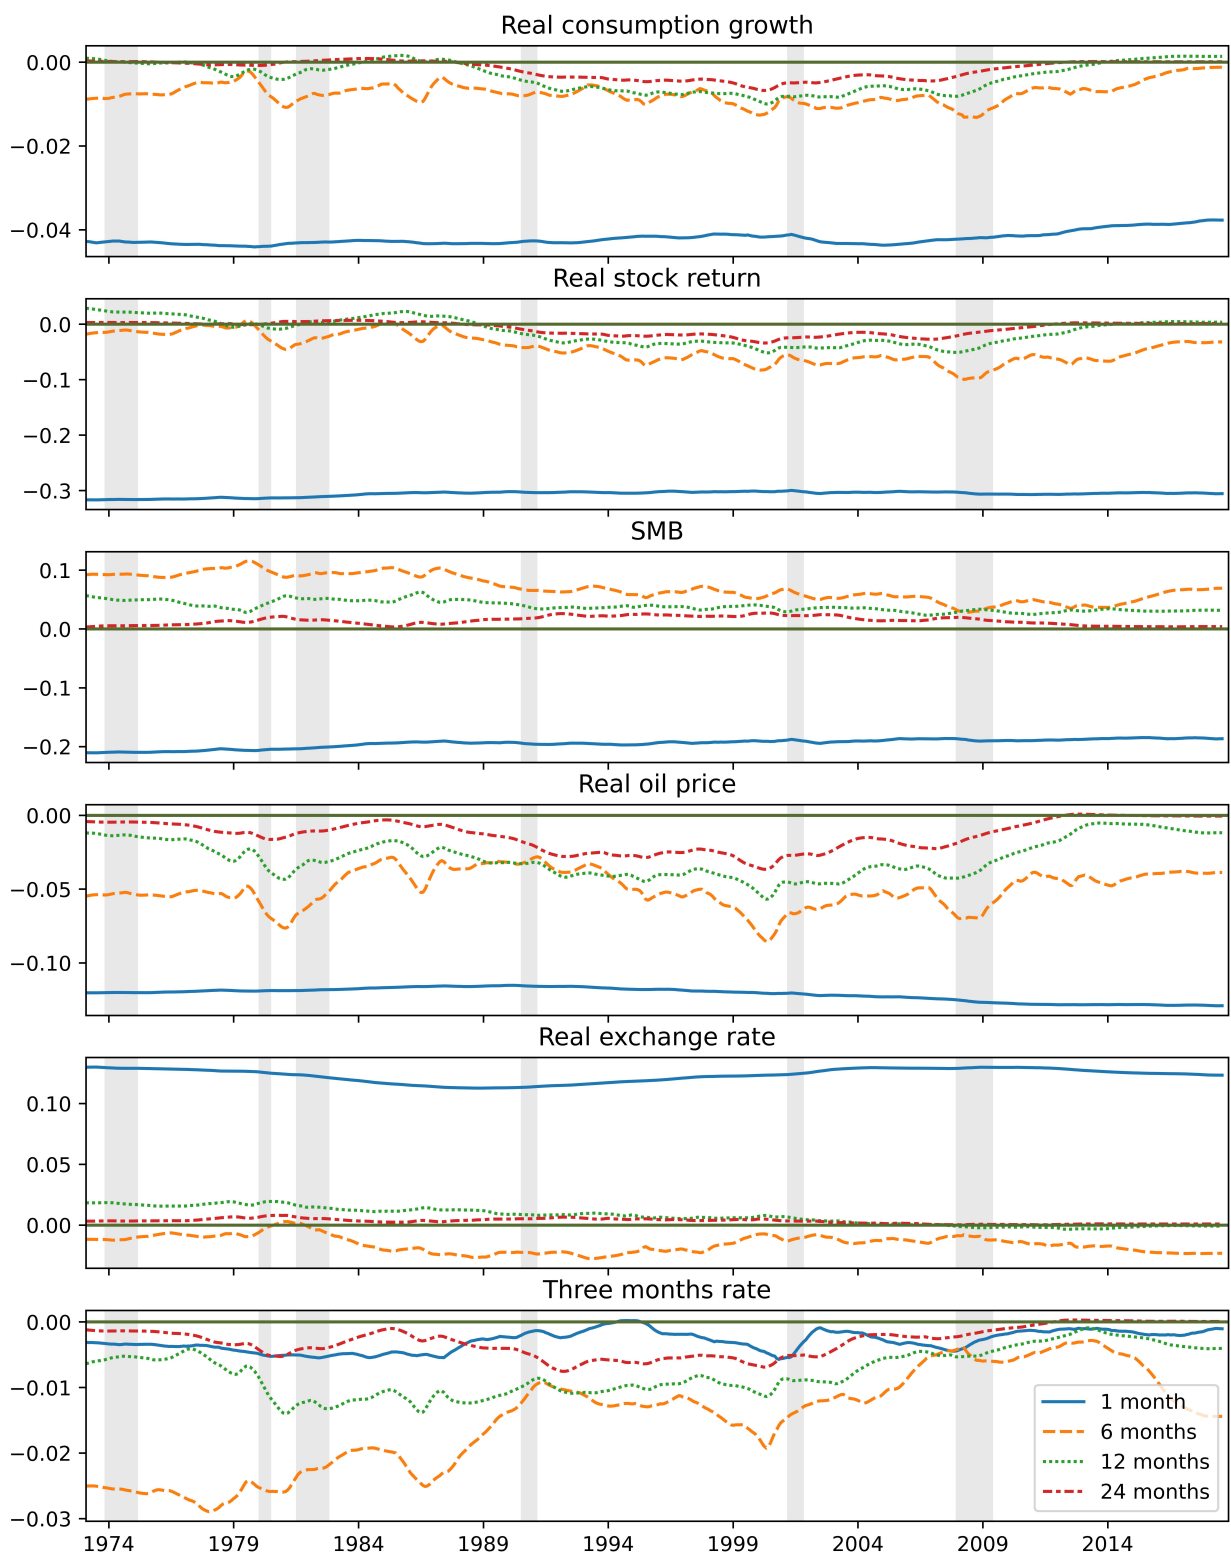 Real consumption growth
0.00
−0.02
−0.04
Real stock return
0.0
−0.1
−0.2
−0.3
SMB
0.1
0.0
−0.1
−0.2
Real oil price
0.00
−0.05
−0.10
Real exchange rate
0.10
0.05
0.00
Three months rate
0.00
−0.01
−0.02
−0.03
1 month
6 months
12 months
24 months
1974 1979 1984 1989 1994 1999 2004 2009 2014